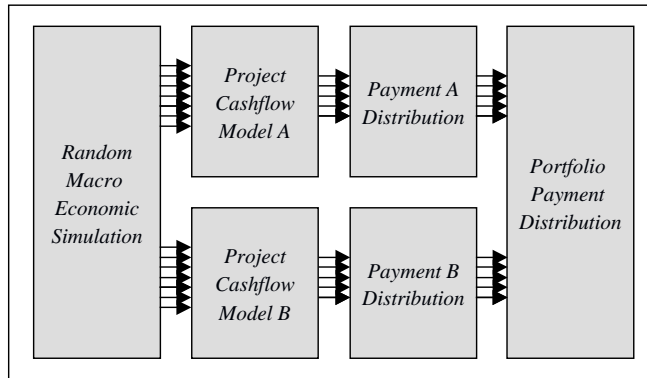 Random
Macro
Economic
Simulation
Project
Cashflow
Model A
Payment A
Distribution
Project
Cashflow
Model B
Payment B
Distribution
Portfolio
Payment
Distribution